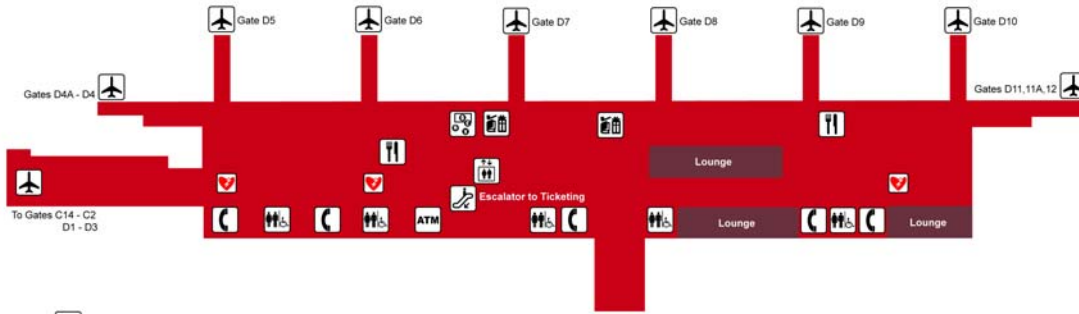 Gate D5
Gate D6
Gate D7
Gate D8
Gate D9
Gate D10
Gates D4A - D4
Gates D11,11A,12
Lounge
Escalator to Ticketing
To Gates C14 - C2
D1 - D3
ATM
Lounge
Lounge